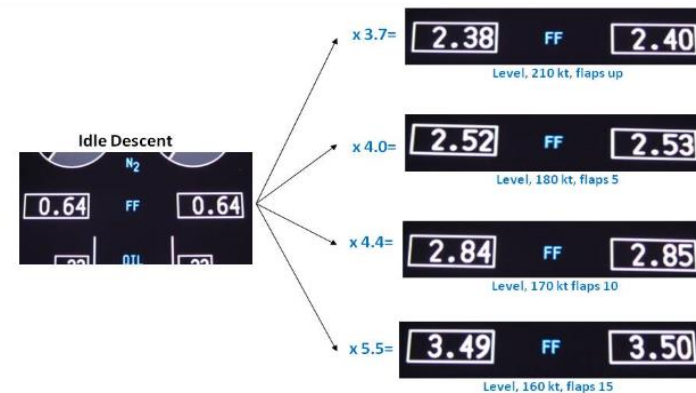 x 3.7= 2.38 FF 2.40
Level, 210 kt, flaps up
Idle Descent
N2
x 4.0= 2.52 FF 2.53
Level, 180 kt, flaps 5
0.64 FF 0.64
OIL
x 4.4= 2.84 FF 2.85
Level, 170 kt flaps 10
x 5.5= 3.49 FF 3.50
Level, 160 kt, flaps 15